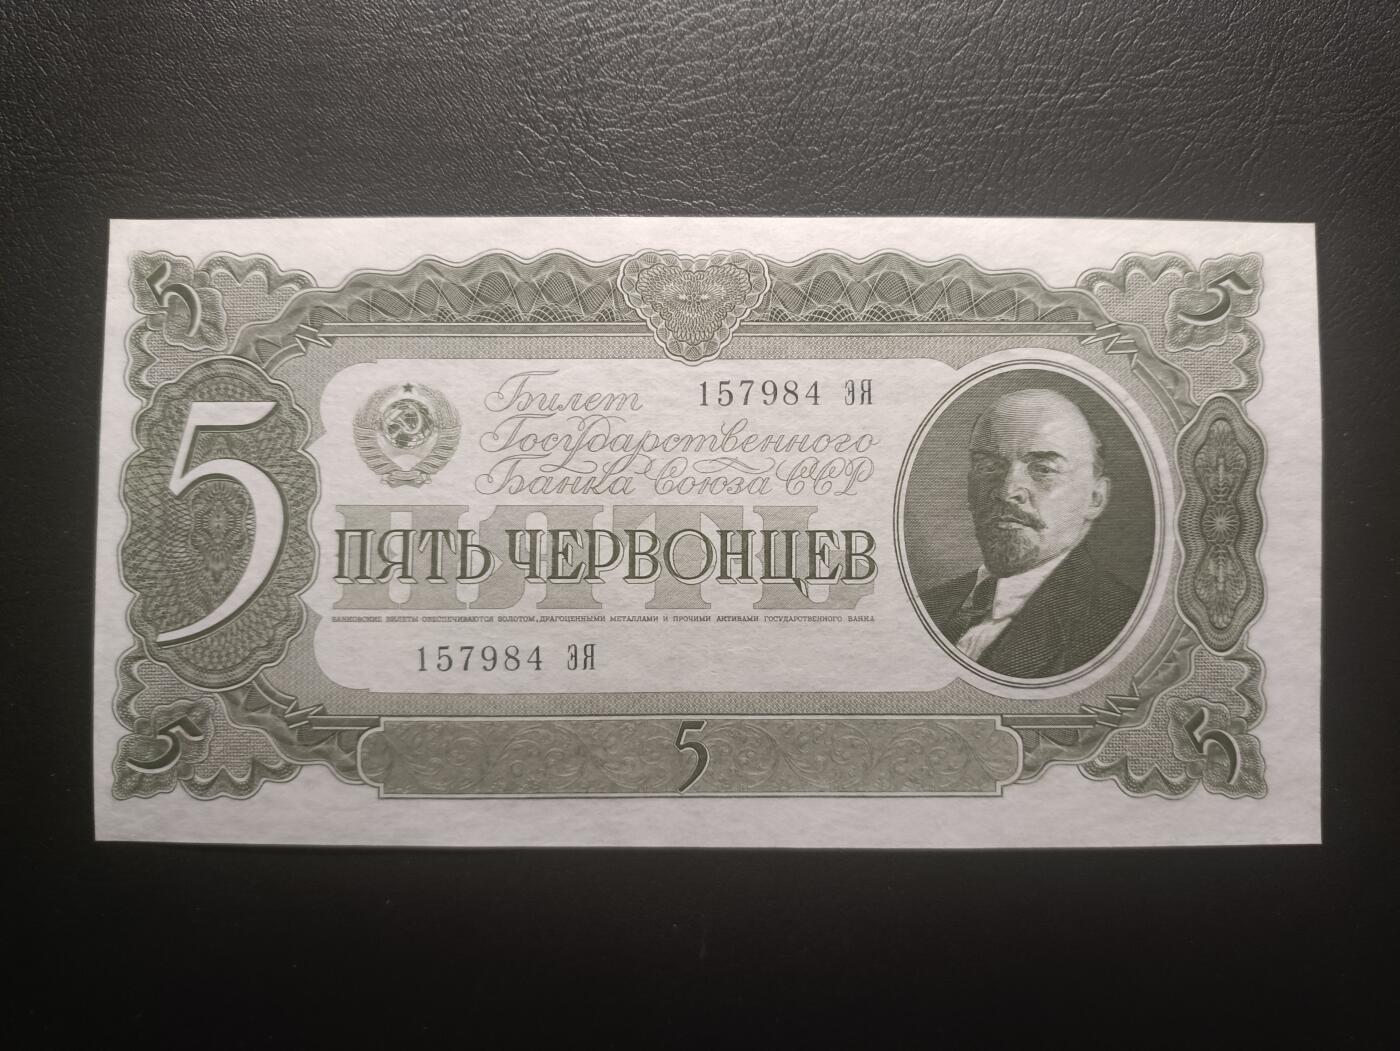 5
5
Билет
157984 ЭЯ
Государственного
Банка Союза ССР
5
ПЯТЬ
ПЯТЬ ЧЕРВОНЦЕВ
БАНКОВСКИЕ БИЛЕТЫ ОБЕСПЕЧИВАЮТСЯ ЗОЛОТОМ, ДРАГОЦЕННЫМИ МЕТАЛЛАМИ И ПРОЧИМИ АКТИВАМИ ГОСУДАРСТВЕННОГО БАНКА
157984 ЭЯ
5
5
5